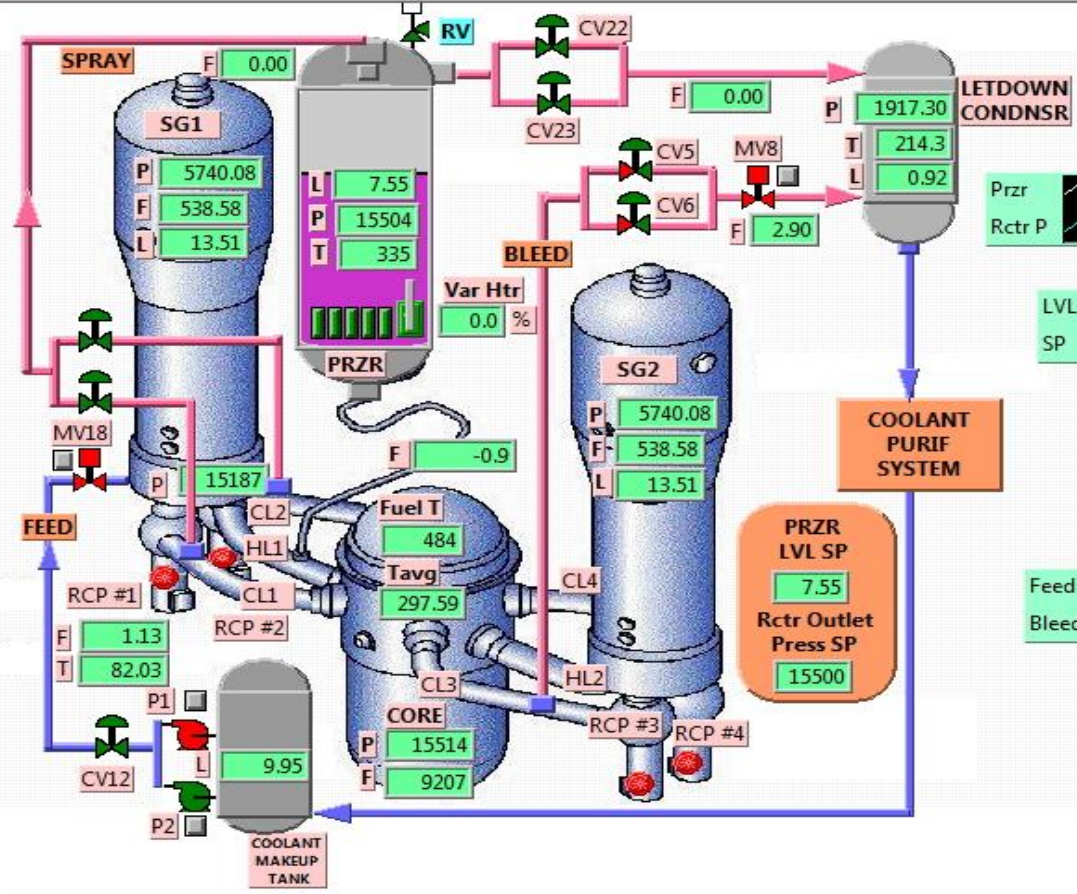 RV
CV22
SPRAY
F 0.00
SG1
CV23
F 0.00
LETDOWN
CONDNSR
P 1917.30
T 214.3
L 0.92
P 5740.08
F 538.58
L 13.51
L 7.55
P 15504
T 335
CV5
MV8
CV6
F 2.90
Przr
Rctr P
BLEED
Var Htr
0.0 %
PRZR
LVL
SP
SG2
P 5740.08
F 538.58
L 13.51
COOLANT
PURIF
SYSTEM
MV18
F -0.9
P 15187
FEED
CL2
HL1
Fuel T
484
Tavg
297.59
CL4
PRZR
LVL SP
7.55
Rctr Outlet
Press SP
15500
RCP #1
CL1
RCP #2
F 1.13
T 82.03
Feed
Bleed
CL3
HL2
CORE
P 15514
F 9207
RCP #3
RCP #4
P1
L 9.95
CV12
P2
COOLANT
MAKEUP
TANK